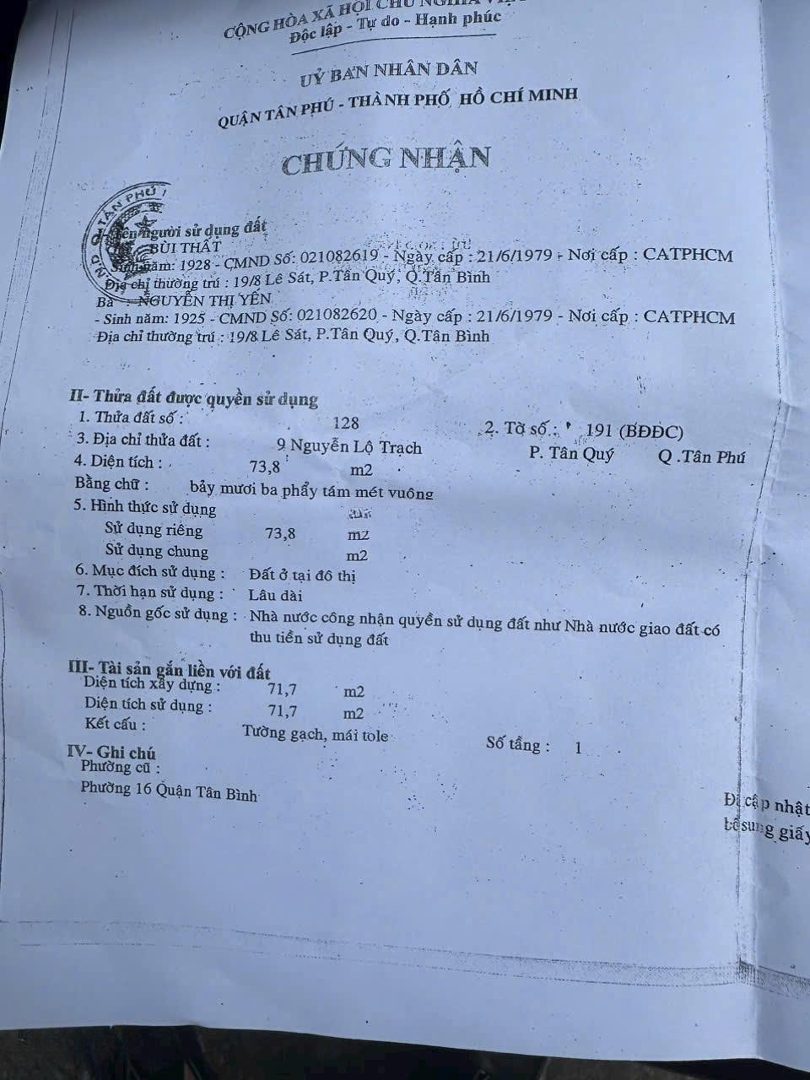 CỘNG HÒA XÃ HỘI CHỦ NGHĨA
Độc lập - Tự do - Hạnh phúc
UỶ BAN NHÂN DÂN
QUẬN TÂN PHÚ - THÀNH PHỐ HỒ CHÍ MINH
CHỨNG NHẬN
QUẬN TÂN PHÚ
I- Tên người sử dụng đất
BÙI THẤT
Sinh năm: 1928 - CMND Số: 021082619 - Ngày cấp : 21/6/1979 - Nơi cấp : CATPHCM
Địa chỉ thường trú : 19/8 Lê Sát, P.Tân Quý, Q.Tân Bình
Bà : NGUYỄN THỊ YÊN
- Sinh năm: 1925 - CMND Số: 021082620 - Ngày cấp : 21/6/1979 - Nơi cấp : CATPHCM
Địa chỉ thường trú : 19/8 Lê Sát, P.Tân Quý, Q.Tân Bình
II- Thửa đất được quyền sử dụng
1. Thửa đất số : 128 2. Tờ số : 191 (BĐĐC)
3. Địa chỉ thửa đất : 9 Nguyễn Lộ Trạch P. Tân Quý Q .Tân Phú
4. Diện tích : 73,8 m2
Bằng chữ : bảy mươi ba phẩy tám mét vuông
5. Hình thức sử dụng
Sử dụng riêng 73,8 m2
Sử dụng chung m2
6. Mục đích sử dụng : Đất ở tại đô thị
7. Thời hạn sử dụng : Lâu dài
8. Nguồn gốc sử dụng : Nhà nước công nhận quyền sử dụng đất như Nhà nước giao đất có
thu tiền sử dụng đất
III- Tài sản gắn liền với đất
Diện tích xây dựng : 71,7 m2
Diện tích sử dụng : 71,7 m2
Kết cấu : Tường gạch, mái tole Số tầng : 1
IV- Ghi chú
Phường cũ :
Phường 16 Quận Tân Bình
Đã cập nhật
bổ sung giấy